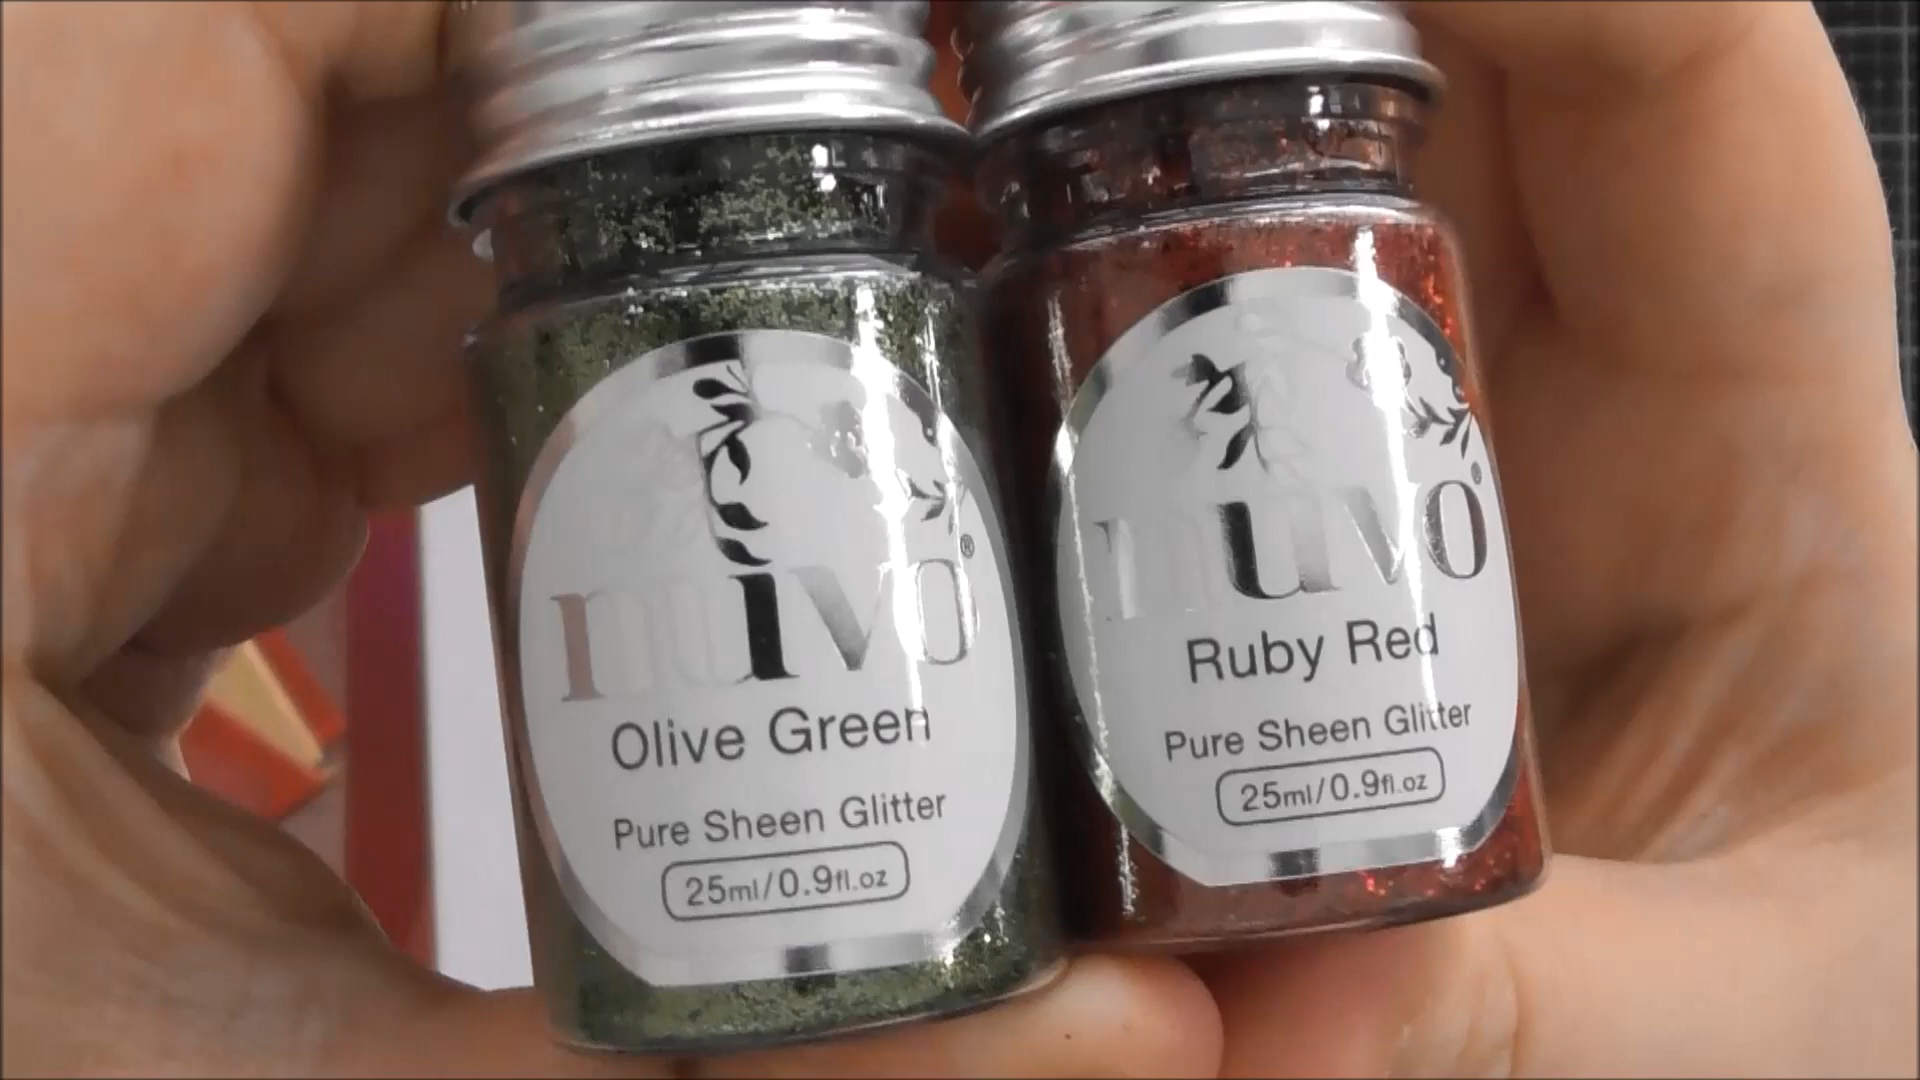 nuvo®
Olive Green
Pure Sheen Glitter
25ml/0.9fl.oz
nuvo®
Ruby Red
Pure Sheen Glitter
25ml/0.9fl.oz